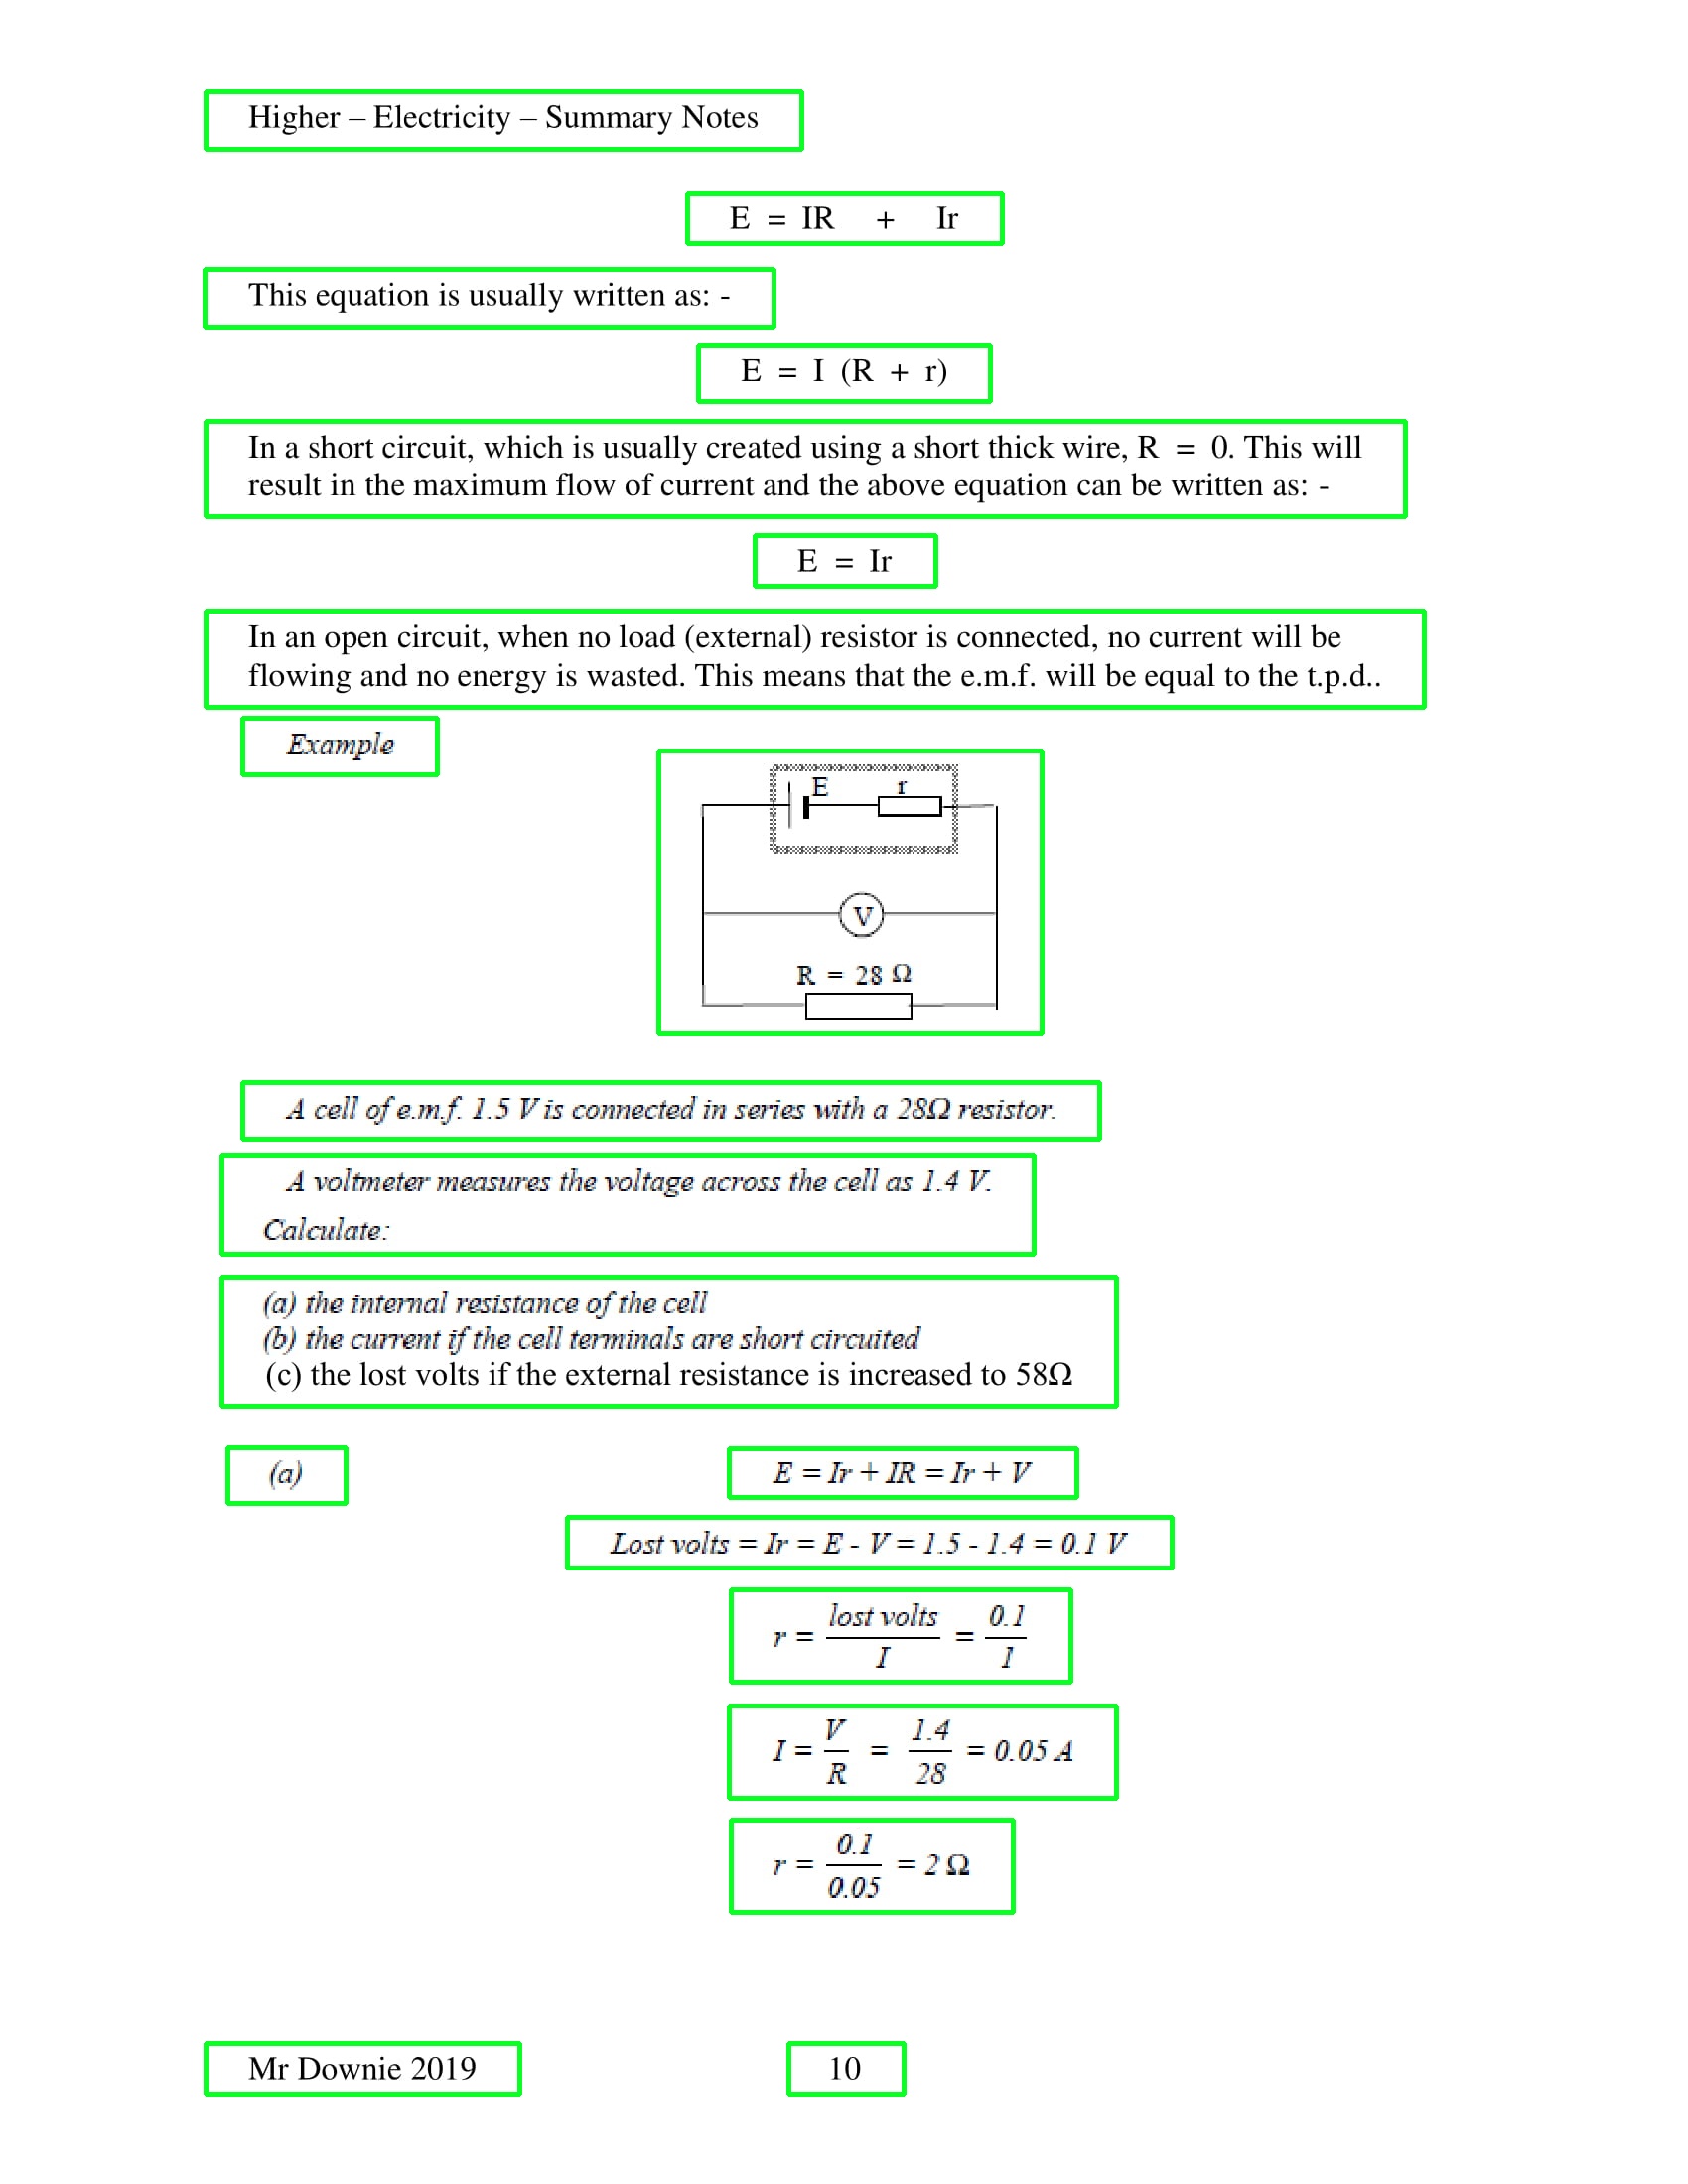 Higher – Electricity – Summary Notes
E = IR + Ir
This equation is usually written as: -
E = I (R + r)
In a short circuit, which is usually created using a short thick wire, R = 0. This will
result in the maximum flow of current and the above equation can be written as: -
E = Ir
In an open circuit, when no load (external) resistor is connected, no current will be
flowing and no energy is wasted. This means that the e.m.f. will be equal to the t.p.d..
Example
E r
V
R = 28 Ω
A cell of e.m.f. 1.5 V is connected in series with a 28Ω resistor.
A voltmeter measures the voltage across the cell as 1.4 V.
Calculate:
(a) the internal resistance of the cell
(b) the current if the cell terminals are short circuited
(c) the lost volts if the external resistance is increased to 58Ω
(a) E = Ir + IR = Ir + V
Lost volts = Ir = E - V = 1.5 - 1.4 = 0.1 V
r = lost volts / I = 0.1 / I
I = V / R = 1.4 / 28 = 0.05 A
r = 0.1 / 0.05 = 2 Ω
Mr Downie 2019 10